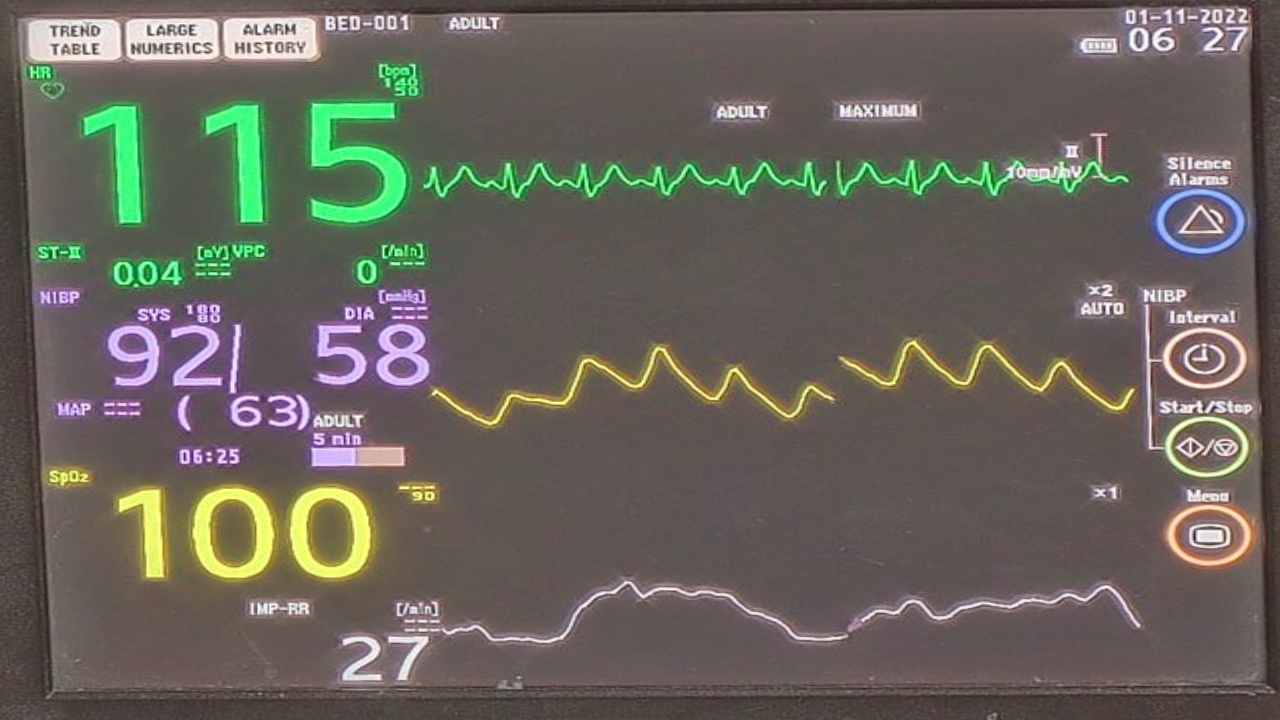 TREND TABLE
LARGE NUMERICS
ALARM HISTORY
BED-001 ADULT
01-11-2022
06 27
HR [bpm]
140
50
115
ADULT MAXIMUM
II
10mm/mV
Silence Alarms
ST-II [mV] VPC [/min]
0.04 --- 0 ---
NIBP [mmHg]
SYS 180 80 DIA ---
92/ 58
MAP --- ( 63)
ADULT
5 min
06:25
×2
AUTO
NIBP
Interval
Start/Stop
SpO2
100
--- 90
×1
Menu
IMP-RR [/min]
---
27